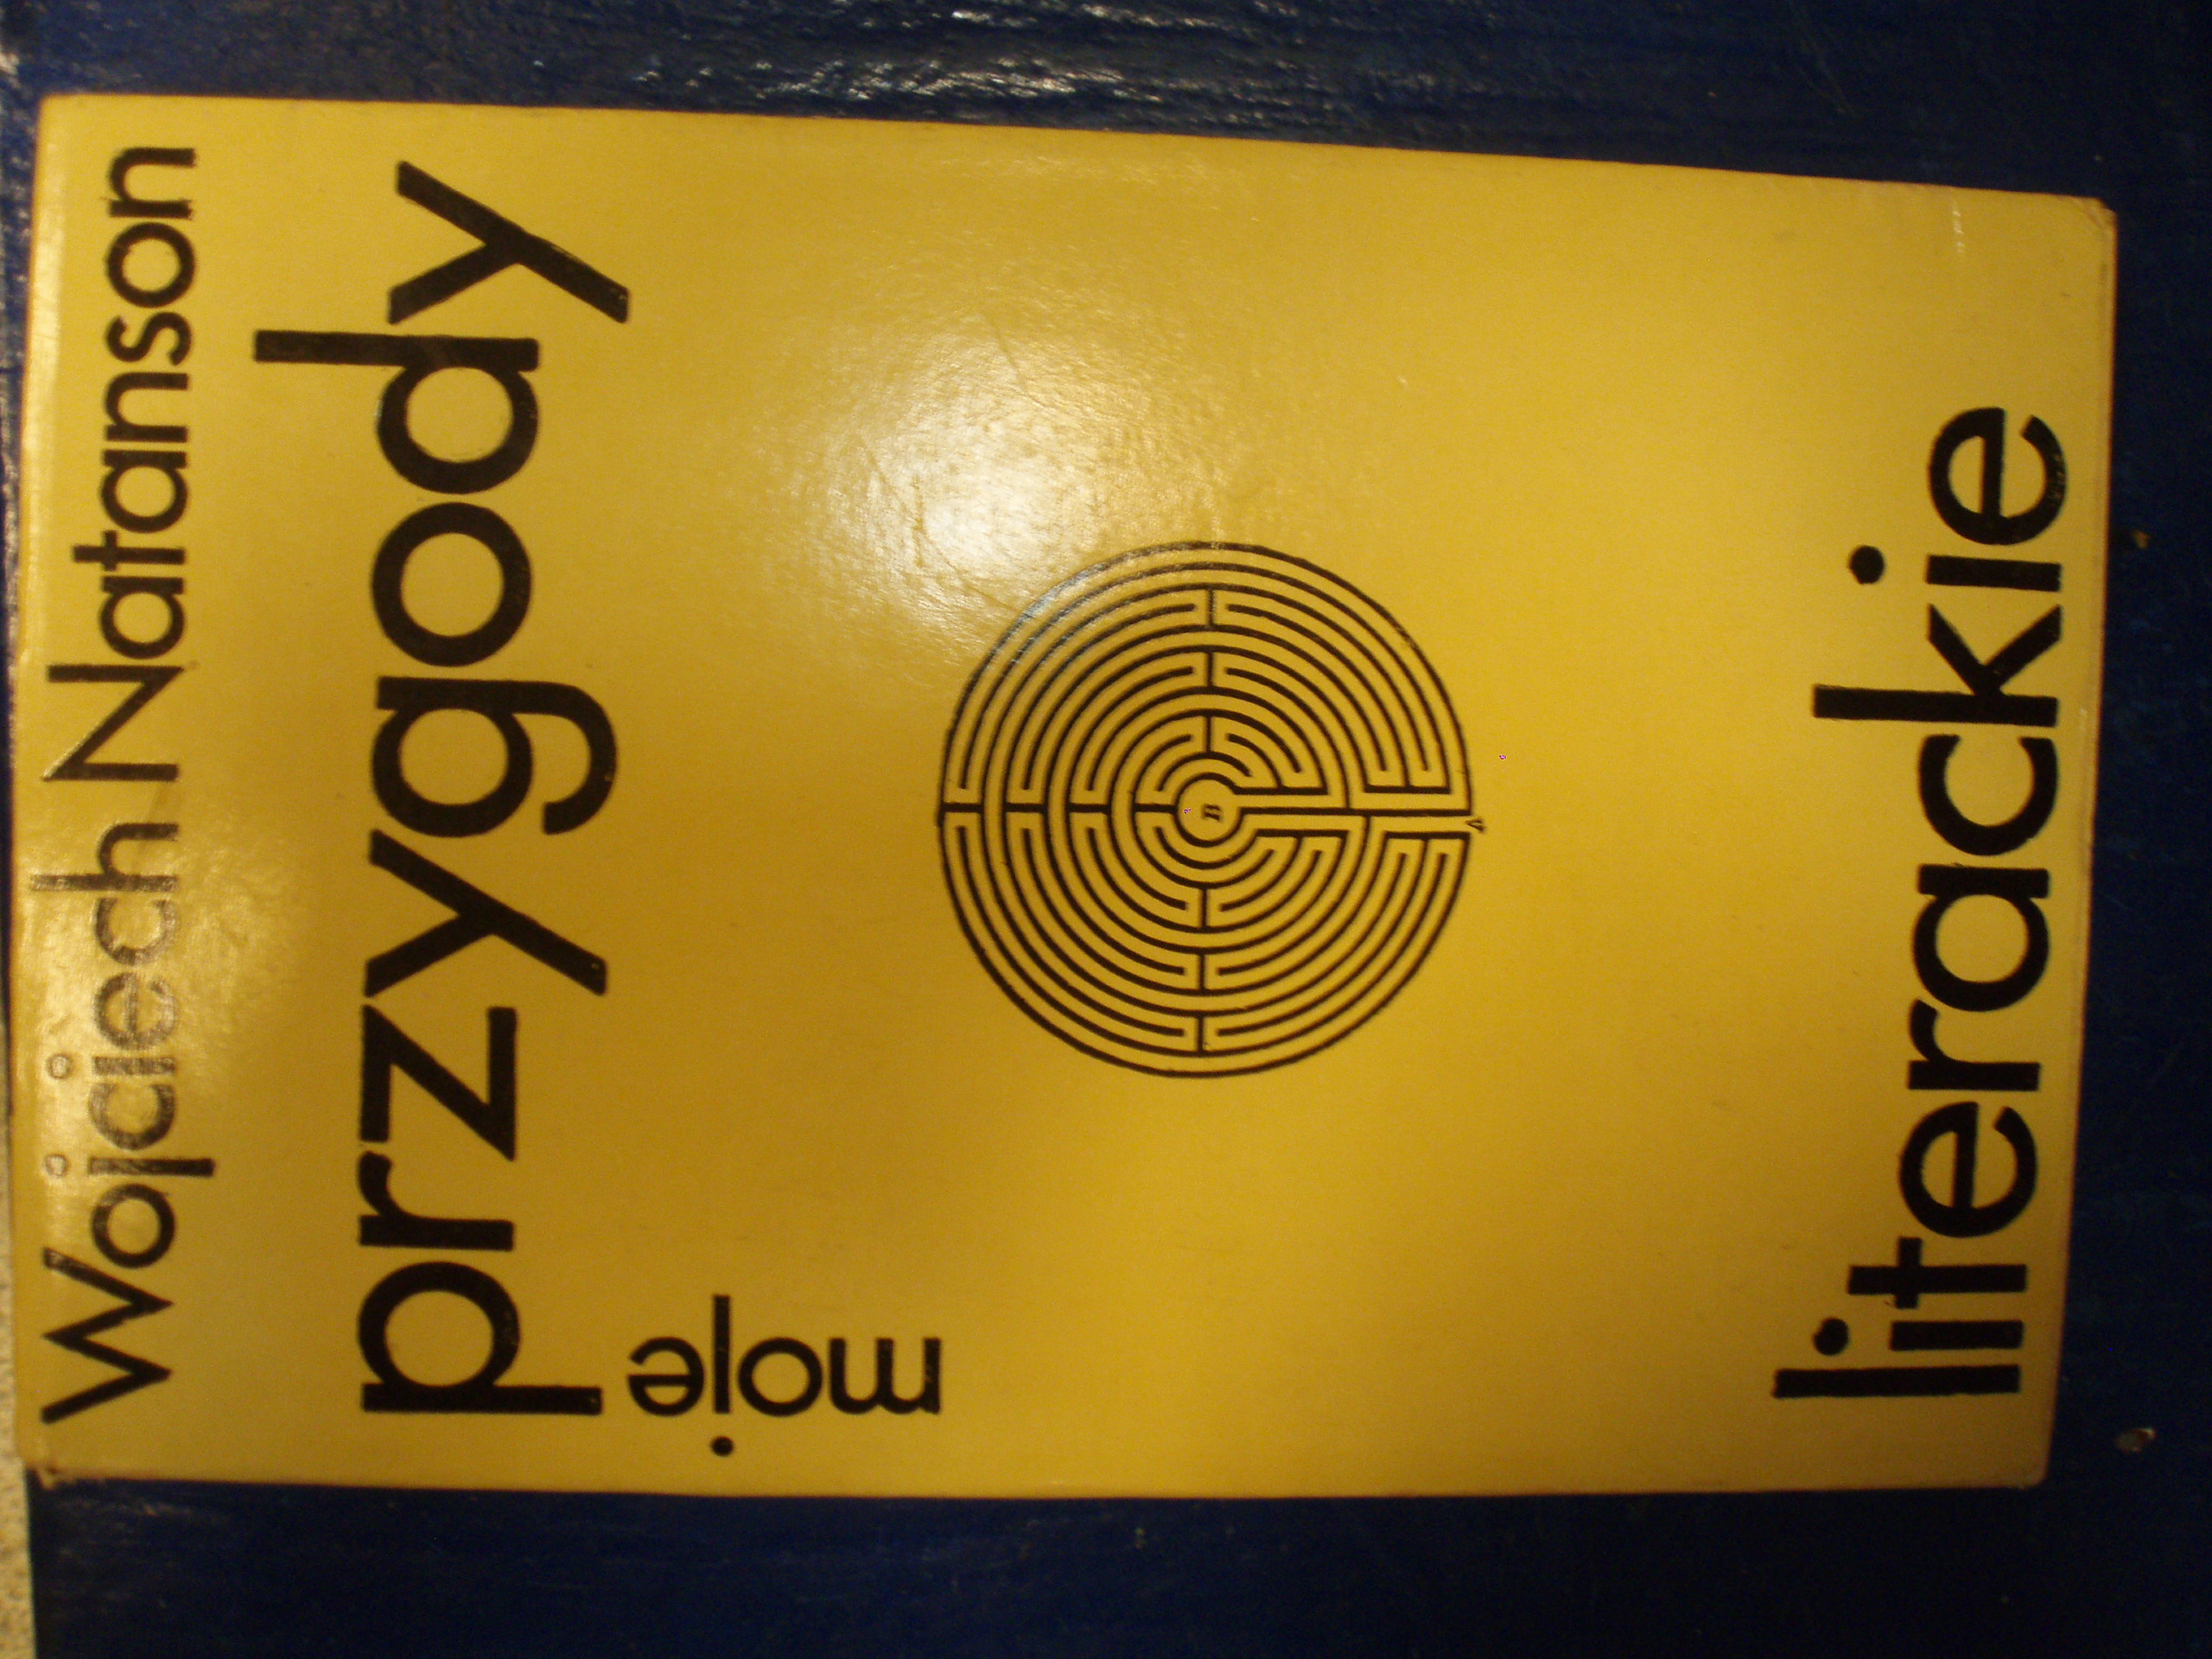 Wojciech Natanson
przygody
moje
B
A
literackie